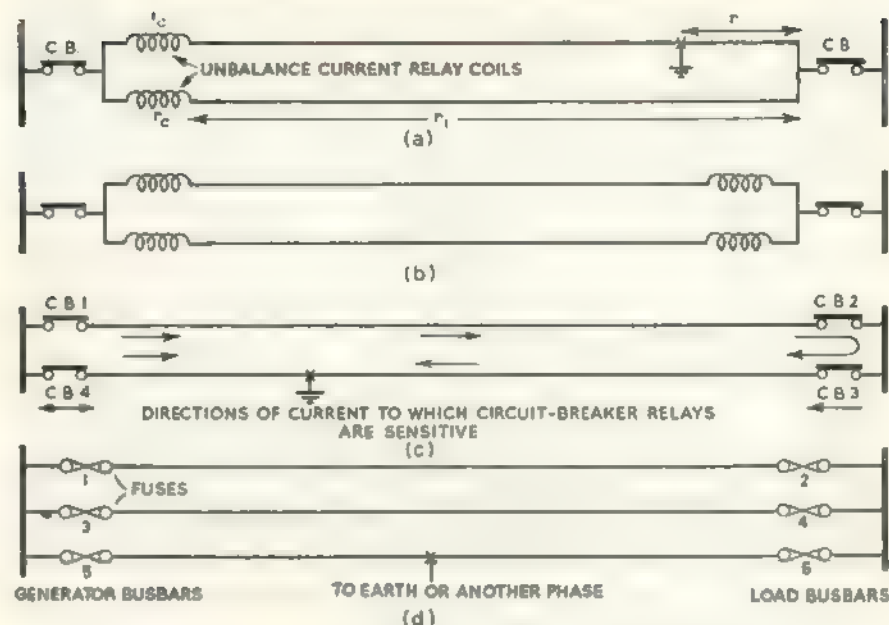 r_c r
C B. C B
UNBALANCE CURRENT RELAY COILS
r_c r_1
(a)
(b)
C B 1 C B 2
C B 4 C B 3
DIRECTIONS OF CURRENT TO WHICH CIRCUIT-BREAKER RELAYS
ARE SENSITIVE
(c)
1 2
FUSES
3 4
5 6
GENERATOR BUSBARS TO EARTH OR ANOTHER PHASE LOAD BUSBARS
(d)